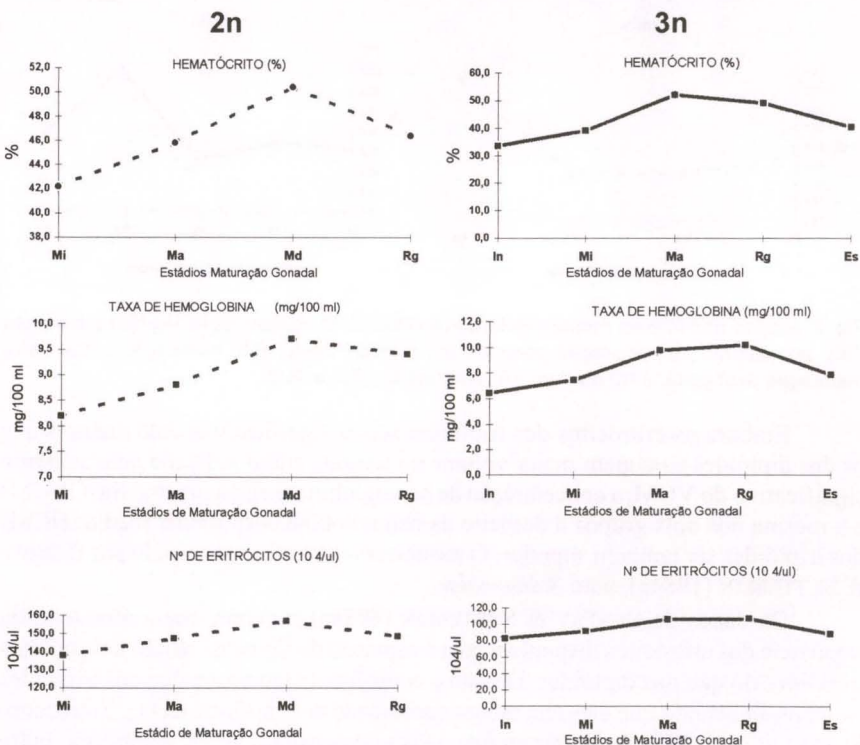 2n
HEMATÓCRITO (%)
52,0
50,0
48,0
46,0
44,0
42,0
40,0
38,0
%
Mi Ma Md Rg
Estádios Maturação Gonadal
TAXA DE HEMOGLOBINA (mg/100 ml)
10,0
9,5
9,0
8,5
8,0
7,5
7,0
mg/100 ml
Mi Ma Md Rg
Estádios de Maturação Gonadal
Nº DE ERITRÓCITOS (10 4/ul)
160,0
150,0
140,0
130,0
120,0
104/ul
Mi Ma Md Rg
Estádio de Maturação Gonadal
3n
HEMATÓCRITO (%)
60,0
50,0
40,0
30,0
20,0
10,0
0,0
%
In Mi Ma Rg Es
Estádios de Maturação Gonadal
TAXA DE HEMOGLOBINA (mg/100 ml)
12,0
10,0
8,0
6,0
4,0
2,0
0,0
mg/100 ml
In Mi Ma Rg Es
Estádios de Maturação Gonadal
Nº DE ERITRÓCITOS (10 4/ul)
120,0
100,0
80,0
60,0
40,0
20,0
0,0
104/ul
In Mi Ma Rg Es
Estádios de Maturação Gonadal